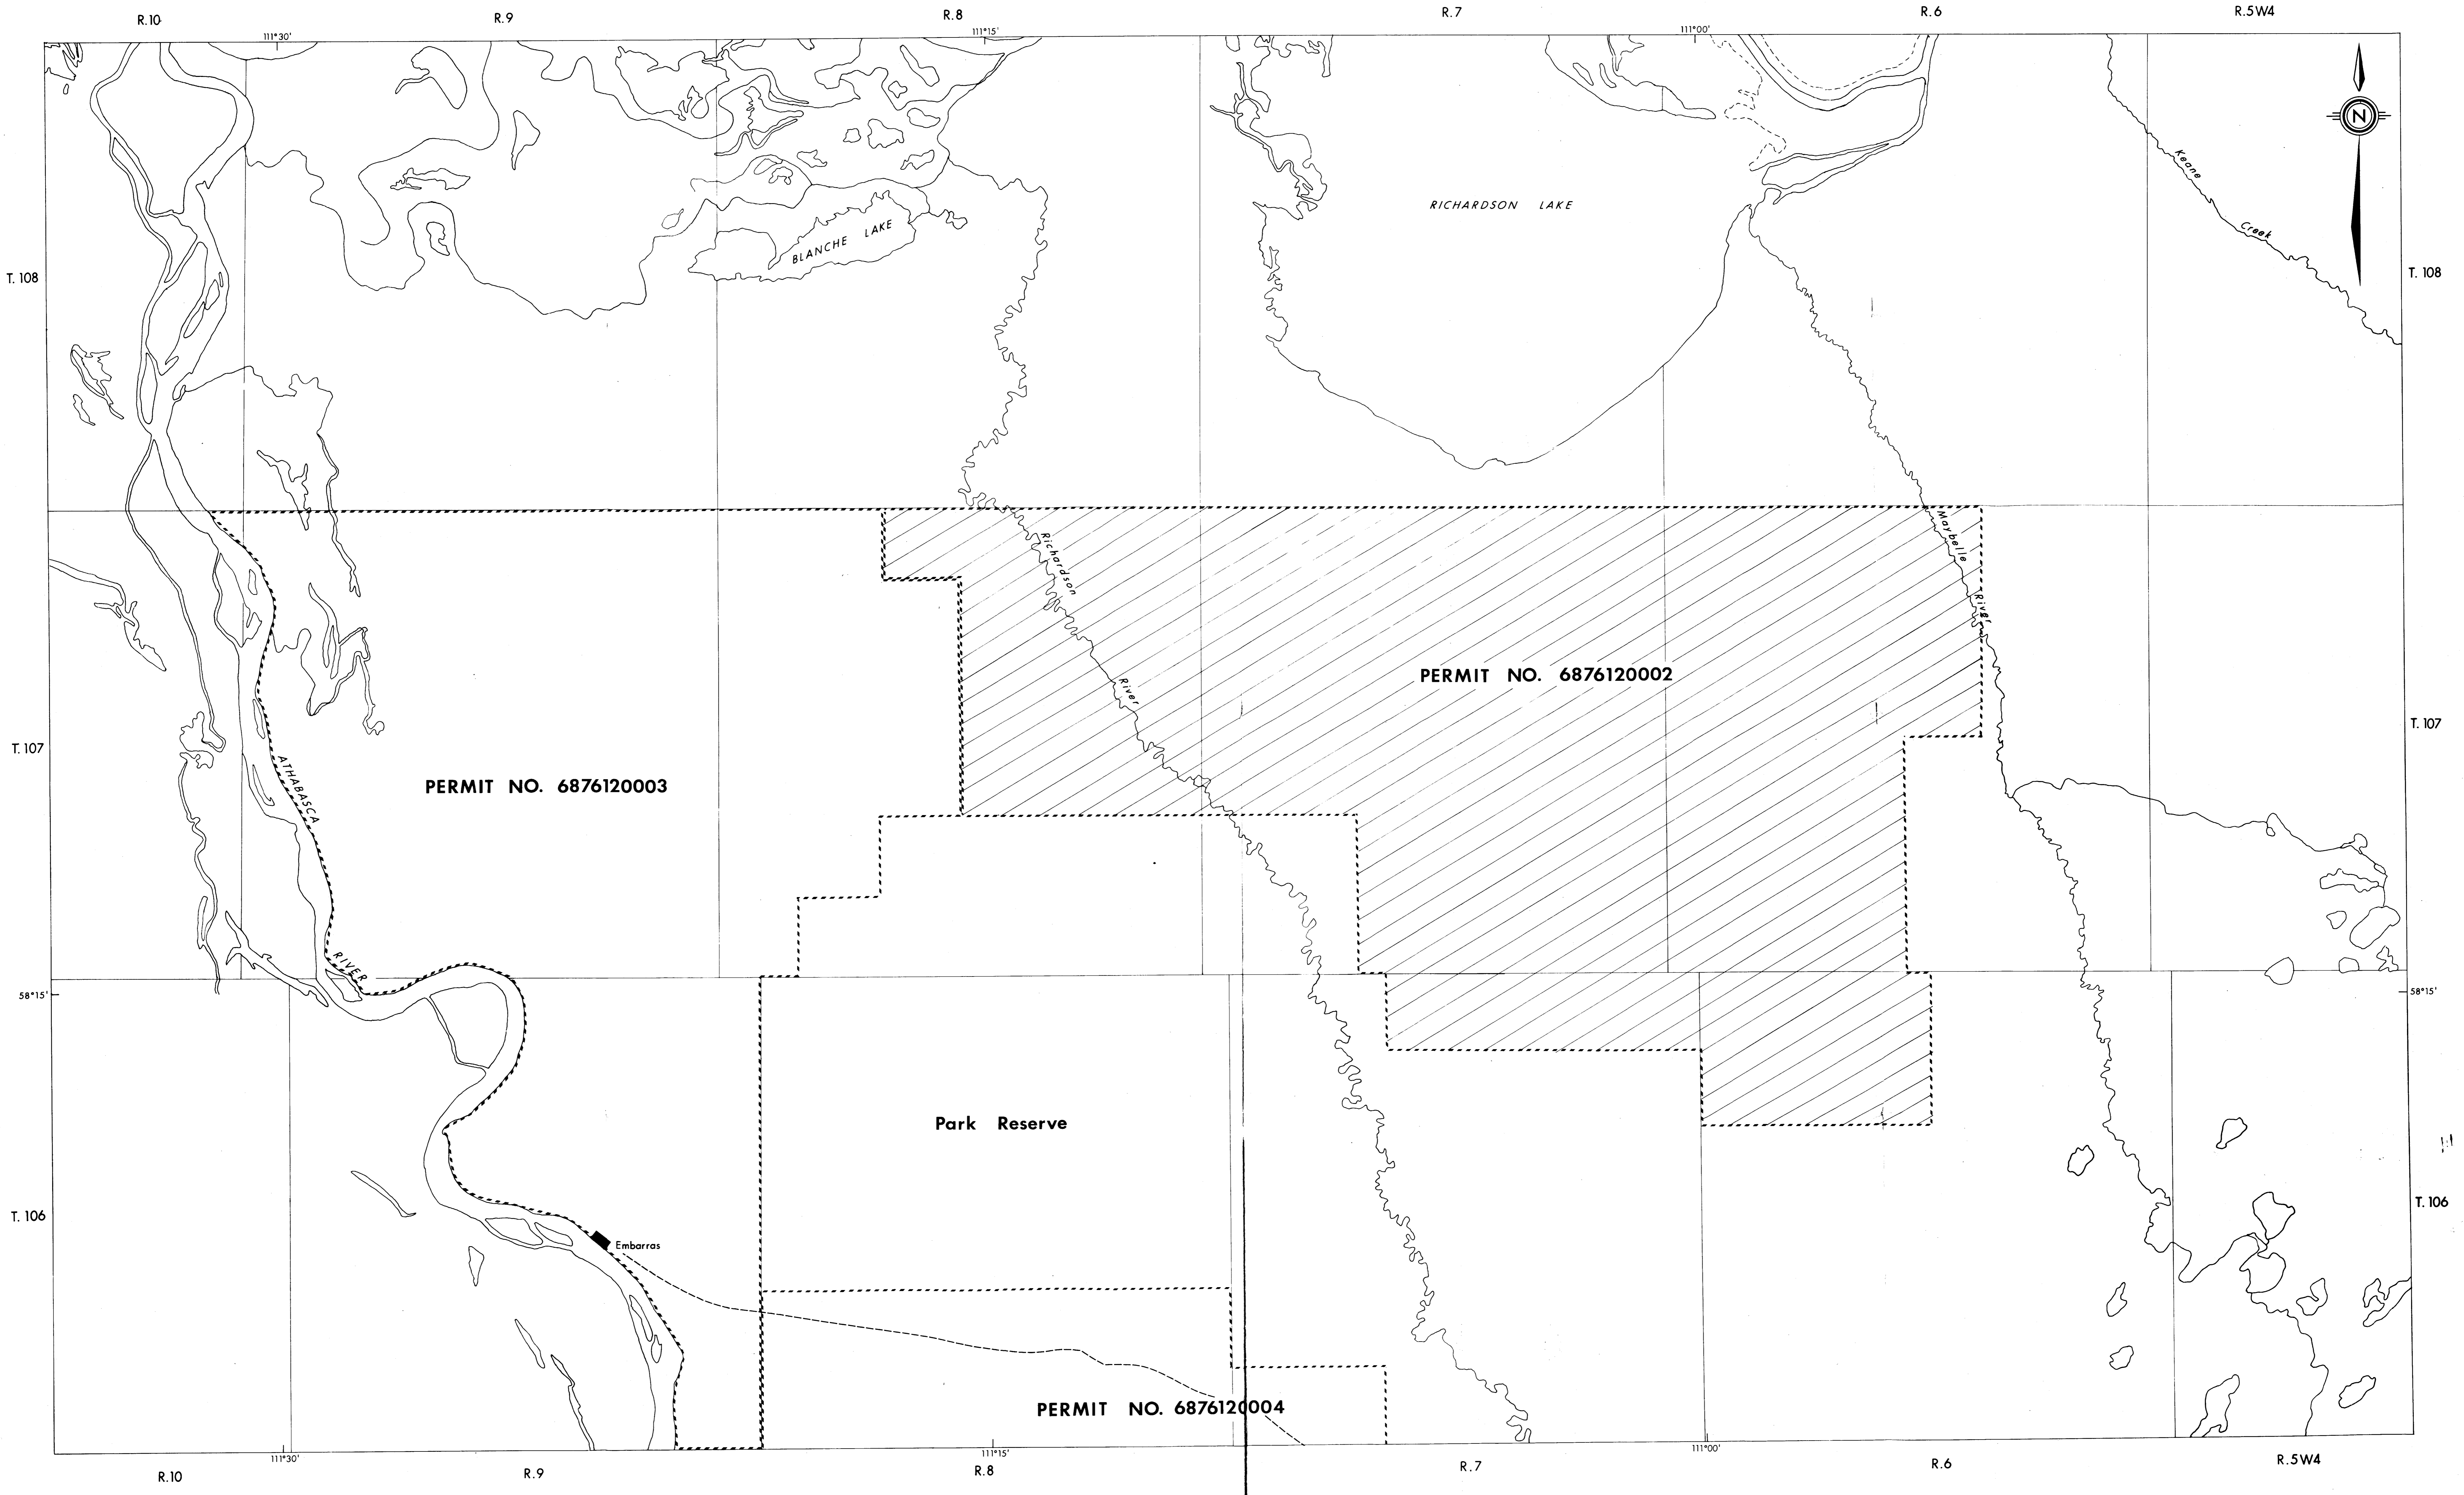 R.10 R.9 R.8 R.7 R.6 R.5W4
111°30' 111°15' 111°00'
N
Keane
Creek
RICHARDSON LAKE
BLANCHE LAKE
T. 108 T. 108
Richardson
River
Maybelle
River
PERMIT NO. 6876120002
T. 107 T. 107
ATHABASCA
RIVER
PERMIT NO. 6876120003
58°15' 58°15'
Park Reserve
T. 106 T. 106
Embarras
PERMIT NO. 6876120004
111°30' 111°15' 111°00'
R.10 R.9 R.8 R.7 R.6 R.5W4